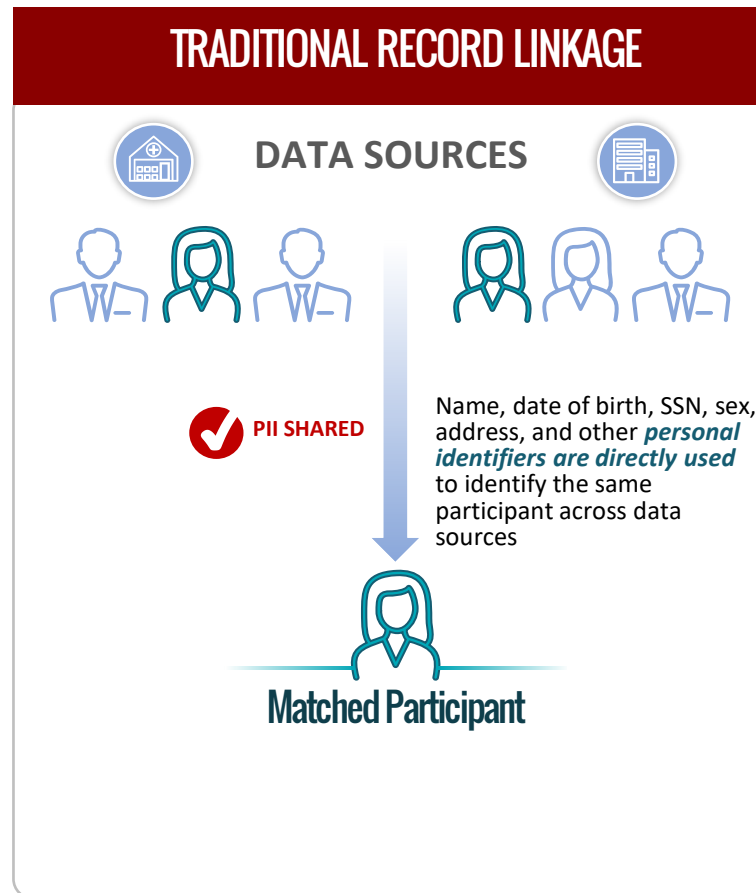 TRADITIONAL RECORD LINKAGE
DATA SOURCES
PII SHARED
Name, date of birth, SSN, sex,
address, and other personal
identifiers are directly used
to identify the same
participant across data
sources
Matched Participant